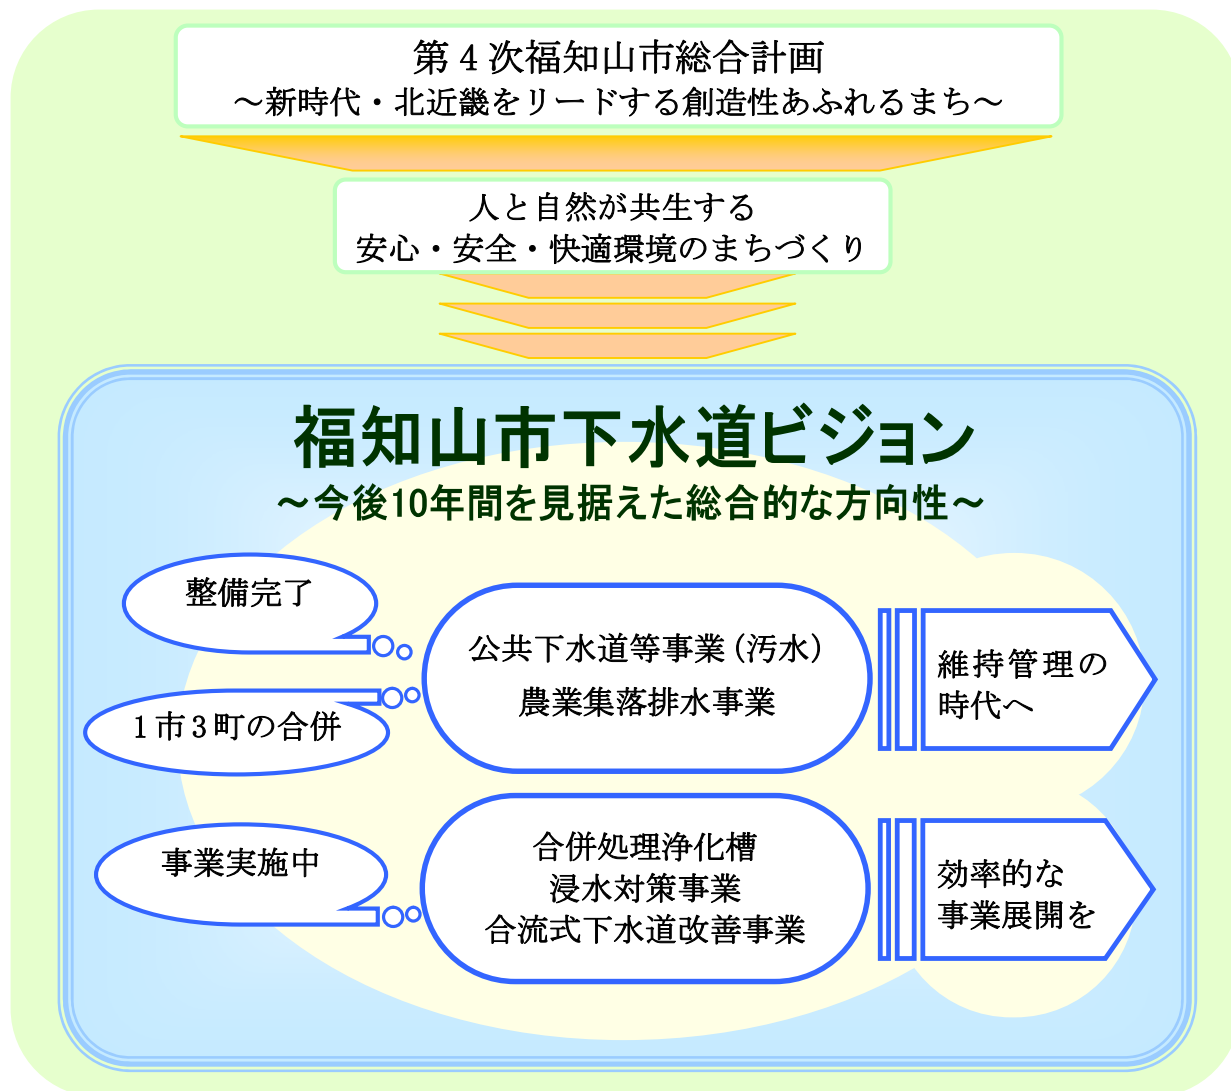 第4次福知山市総合計画
～新時代・北近畿をリードする創造性あふれるまち～
人と自然が共生する
安心・安全・快適環境のまちづくり
福知山市下水道ビジョン
～今後10年間を見据えた総合的な方向性～
整備完了
1市3町の合併
公共下水道等事業（汚水）
農業集落排水事業
維持管理の
時代へ
事業実施中
合併処理浄化槽
浸水対策事業
合流式下水道改善事業
効率的な
事業展開を